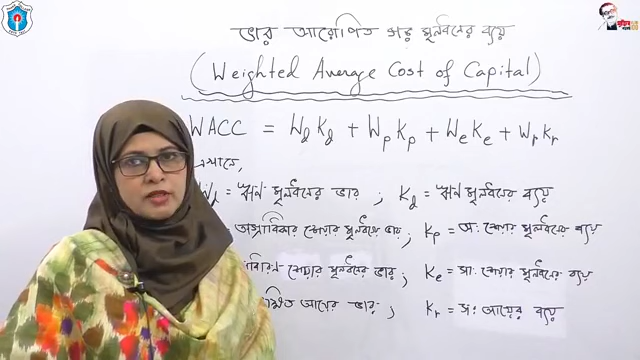 ভার আরোপিত গড় মূলধনের ব্যয়
(Weighted Average Cost of Capital)
WACC = WdKd + WpKp + WeKe + WrKr
এখানে,
Wd = ঋণ মূলধনের ভার ; Kd = ঋণ মূলধনের ব্যয়
অগ্রাধিকার শেয়ার মূলধনের ভার ; Kp = অঃ শেয়ার মূলধনের ব্যয়
শেয়ার মূলধনের ভার ; Ke = সাঃ শেয়ার মূলধনের ব্যয়
আয়ের ভার ; Kr = সঃ আয়ের ব্যয়